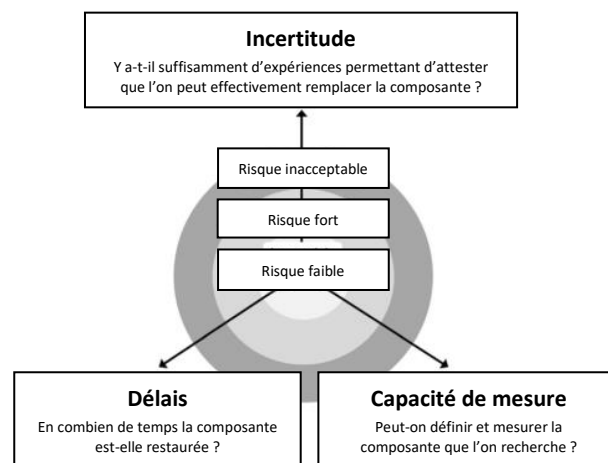 Incertitude
Y a-t-il suffisamment d'expériences permettant d'attester
que l'on peut effectivement remplacer la composante ?
Risque inacceptable
Risque fort
Risque faible
Délais
En combien de temps la composante
est-elle restaurée ?
Capacité de mesure
Peut-on définir et mesurer la
composante que l'on recherche ?